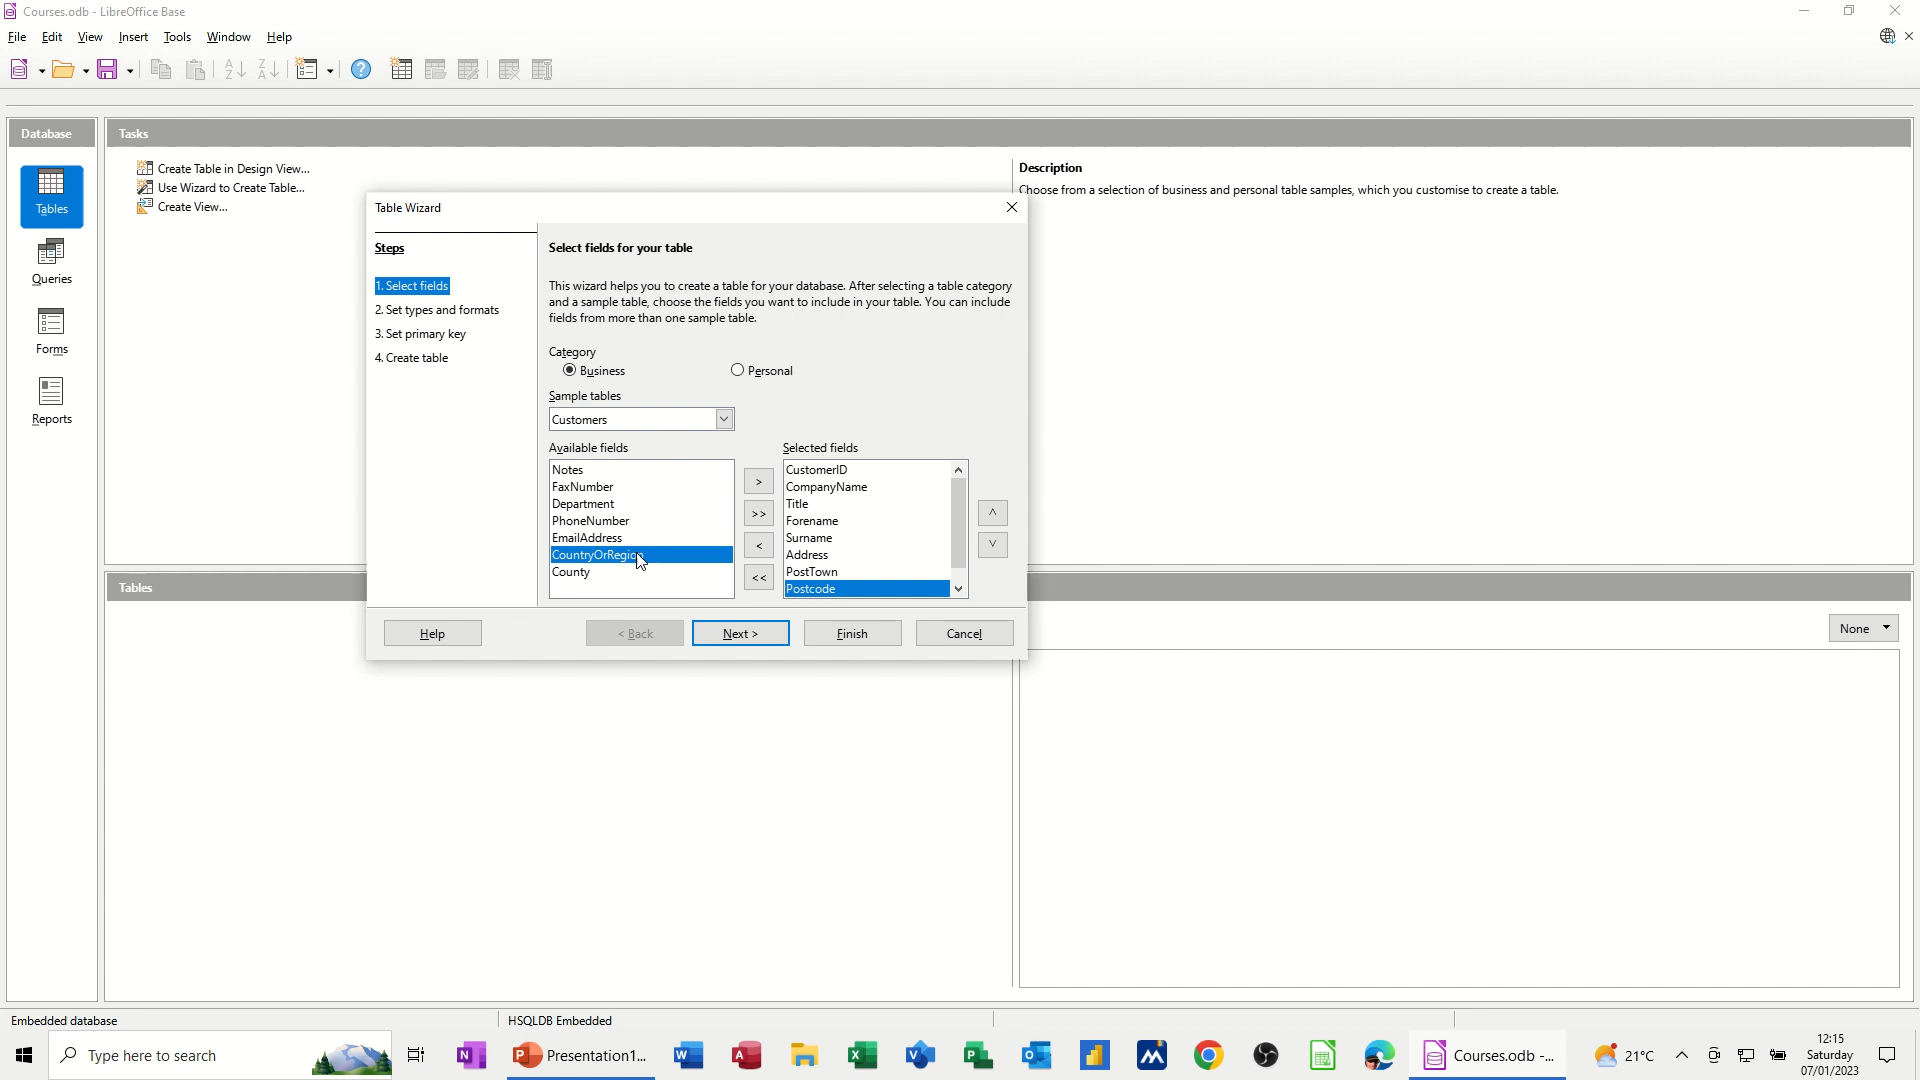 Courses.odb - LibreOffice Base
File Edit View Insert Tools Window Help
Database
Tasks
Tables
Queries
Forms
Reports
Create Table in Design View...
Use Wizard to Create Table...
Create View...
Description
Choose from a selection of business and personal table samples, which you customise to create a table.
Table Wizard
Steps
1. Select fields
2. Set types and formats
3. Set primary key
4. Create table
Select fields for your table
This wizard helps you to create a table for your database. After selecting a table category
and a sample table, choose the fields you want to include in your table. You can include
fields from more than one sample table.
Category
Business Personal
Sample tables
Customers
Available fields
Notes
FaxNumber
Department
PhoneNumber
EmailAddress
CountryOrRegion
County
>
>>
<
<<
Selected fields
CustomerID
CompanyName
Title
Forename
Surname
Address
PostTown
Postcode
Help < Back Next > Finish Cancel
Tables
None
Embedded database HSQLDB Embedded
Type here to search
Presentation1...
Courses.odb -...
21°C
12:15
Saturday
07/01/2023